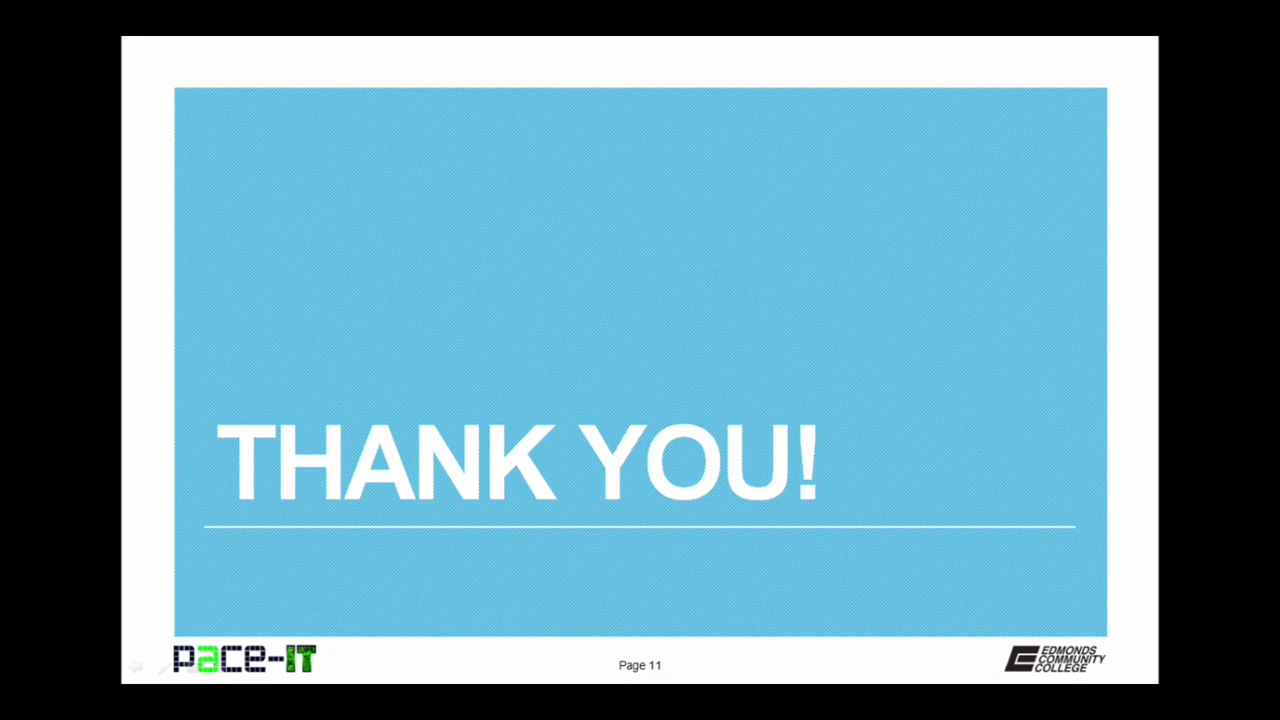 THANK YOU!
pace-IT
Page 11
EDMONDS
COMMUNITY
COLLEGE